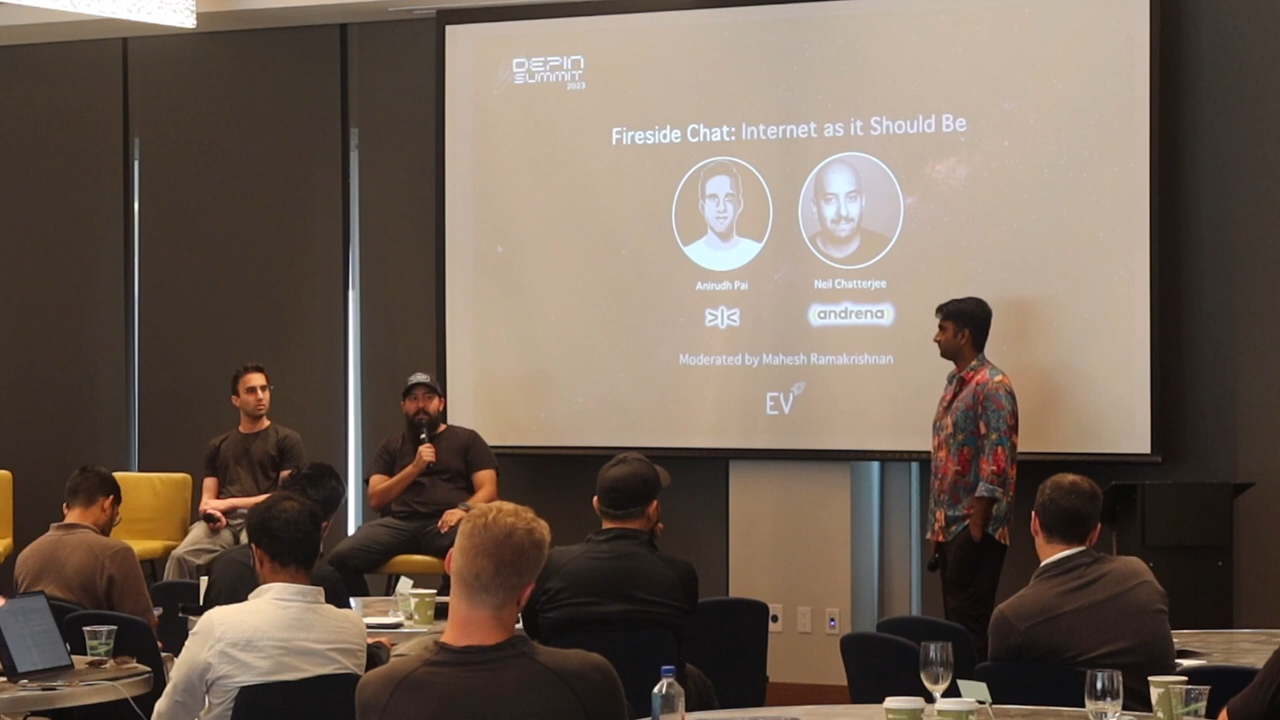 DEPIN
SUMMIT
2023
Fireside Chat: Internet as it Should Be
Anirudh Pai
Neil Chatterjee
andrena
Moderated by Mahesh Ramakrishnan
EV